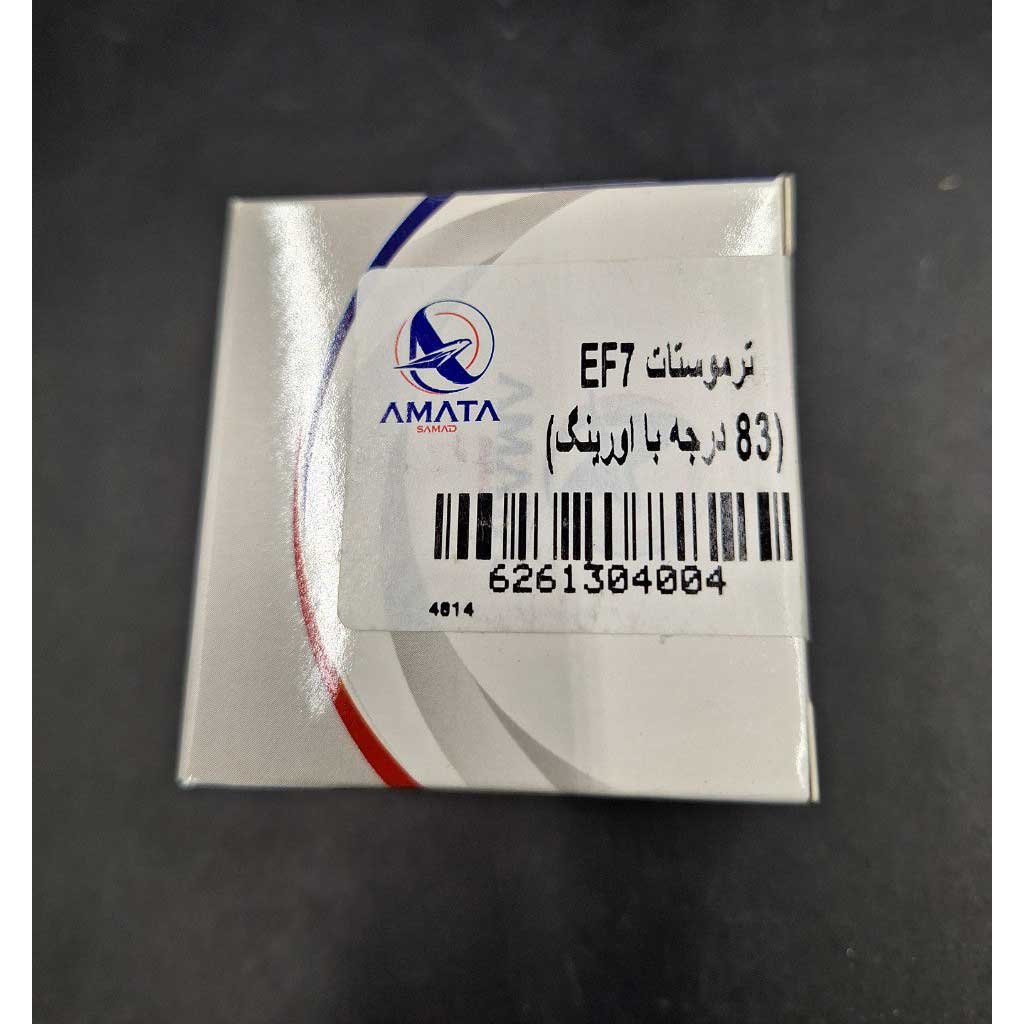 AMATA
SAMAD
ترموستات EF7
(83 درجه با اورینگ)
6261304004
4814